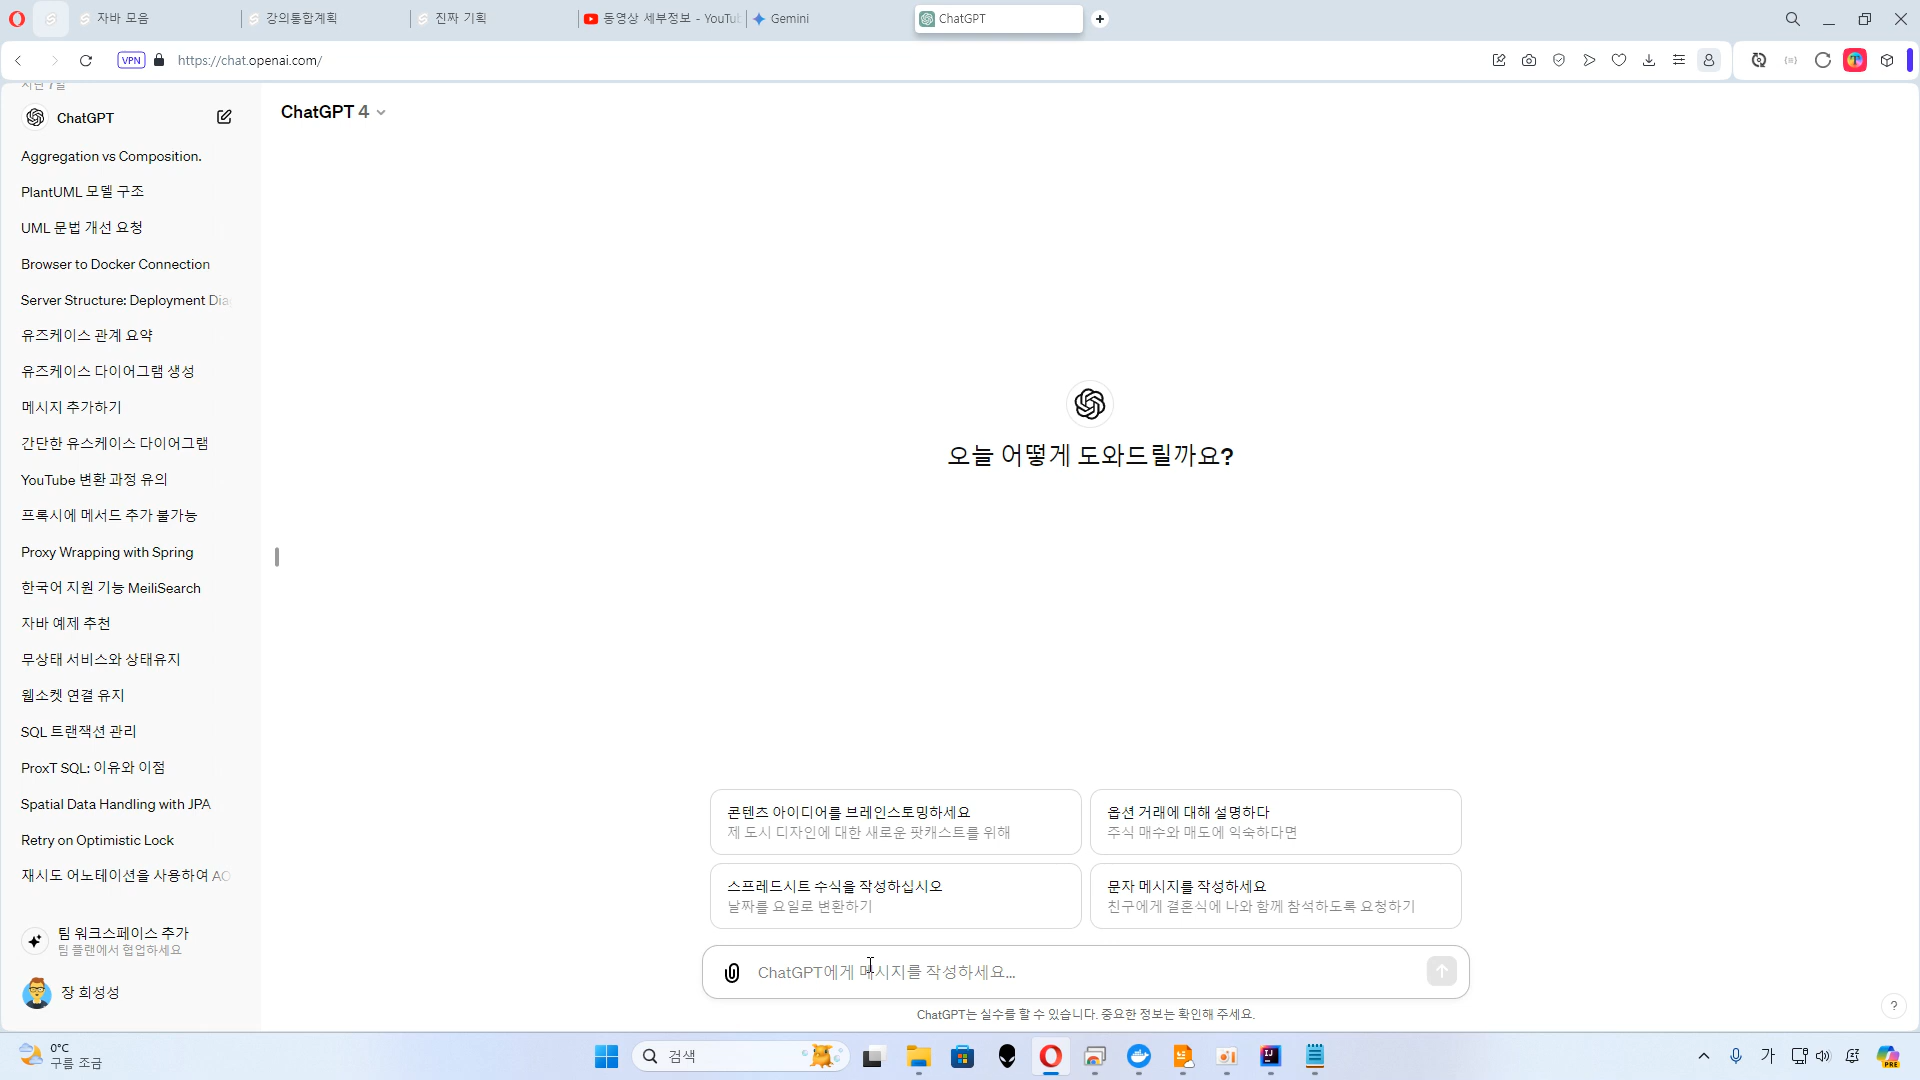 자바 모음
강의통합계획
진짜 기획
동영상 세부정보 - YouTub
Gemini
ChatGPT
VPN
https://chat.openai.com/
지난 7일
ChatGPT
ChatGPT 4
Aggregation vs Composition.
PlantUML 모델 구조
UML 문법 개선 요청
Browser to Docker Connection
Server Structure: Deployment Dia
유즈케이스 관계 요약
유즈케이스 다이어그램 생성
메시지 추가하기
간단한 유스케이스 다이어그램
YouTube 변환 과정 유의
프록시에 메서드 추가 불가능
Proxy Wrapping with Spring
한국어 지원 기능 MeiliSearch
자바 예제 추천
무상태 서비스와 상태유지
웹소켓 연결 유지
SQL 트랜잭션 관리
ProxT SQL: 이유와 이점
Spatial Data Handling with JPA
Retry on Optimistic Lock
재시도 어노테이션을 사용하여 AO
팀 워크스페이스 추가
팀 플랜에서 협업하세요
장 희성성
오늘 어떻게 도와드릴까요?
콘텐츠 아이디어를 브레인스토밍하세요
제 도시 디자인에 대한 새로운 팟캐스트를 위해
옵션 거래에 대해 설명하다
주식 매수와 매도에 익숙하다면
스프레드시트 수식을 작성하십시오
날짜를 요일로 변환하기
문자 메시지를 작성하세요
친구에게 결혼식에 나와 함께 참석하도록 요청하기
ChatGPT에게 메시지를 작성하세요...
ChatGPT는 실수를 할 수 있습니다. 중요한 정보는 확인해 주세요.
?
0°C
구름 조금
검색
가
PRE